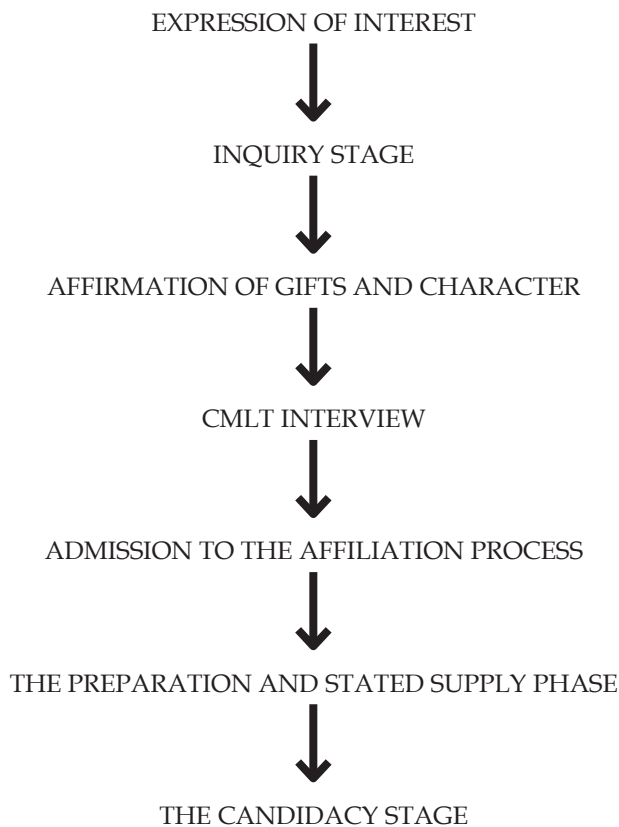 EXPRESSION OF INTEREST
INQUIRY STAGE
AFFIRMATION OF GIFTS AND CHARACTER
CMLT INTERVIEW
ADMISSION TO THE AFFILIATION PROCESS
THE PREPARATION AND STATED SUPPLY PHASE
THE CANDIDACY STAGE